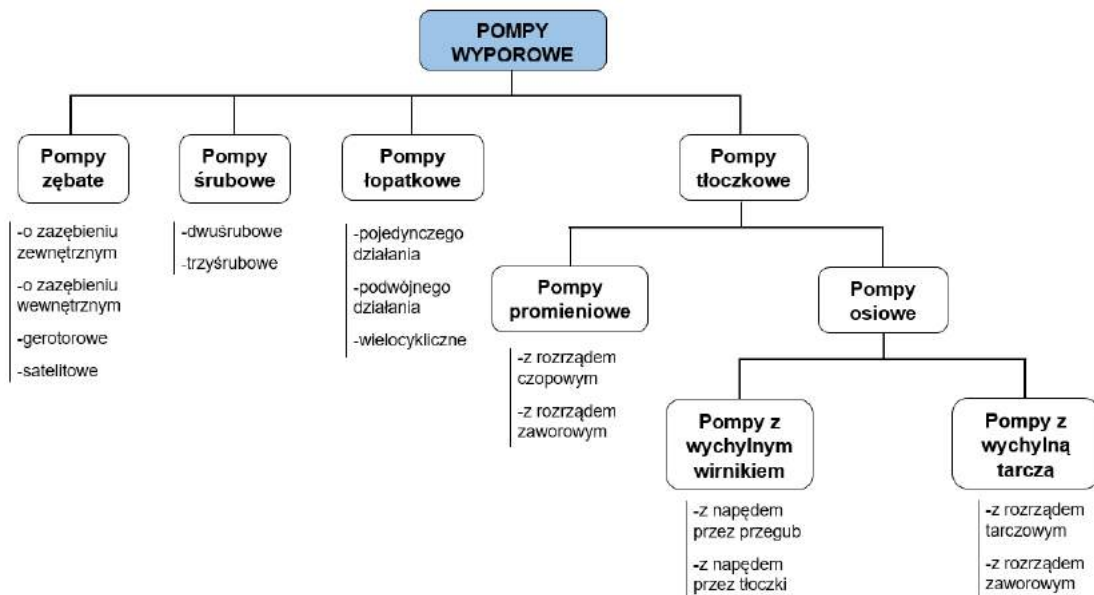 POMPY
WYPOROWE
Pompy
zębate
-o zazębieniu
zewnętrznym
-o zazębieniu
wewnętrznym
-gerotorowe
-satelitowe
Pompy
śrubowe
-dwuśrubowe
-trzyśrubowe
Pompy
łopatkowe
-pojedynczego
działania
-podwójnego
działania
-wielocykliczne
Pompy
tłoczkowe
Pompy
promieniowe
-z rozrządem
czopowym
-z rozrządem
zaworowym
Pompy
osiowe
Pompy z
wychylnym
wirnikiem
-z napędem
przez przegub
-z napędem
przez tłoczki
Pompy z
wychylną
tarczą
-z rozrządem
tarczowym
-z rozrządem
zaworowym